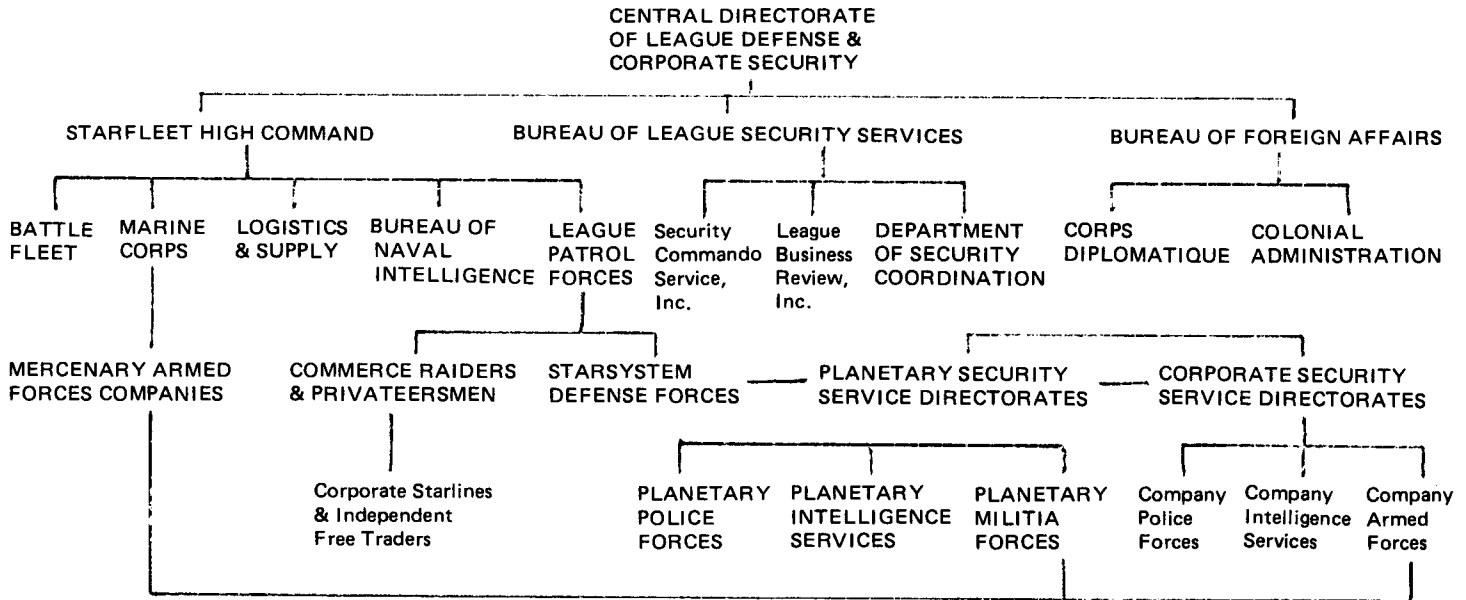 CENTRAL DIRECTORATE
OF LEAGUE DEFENSE &
CORPORATE SECURITY
STARFLEET HIGH COMMAND
BUREAU OF LEAGUE SECURITY SERVICES
BUREAU OF FOREIGN AFFAIRS
BATTLE
FLEET
MARINE
CORPS
LOGISTICS
& SUPPLY
BUREAU OF
NAVAL
INTELLIGENCE
LEAGUE
PATROL
FORCES
Security
Commando
Service,
Inc.
League
Business
Review,
Inc.
DEPARTMENT
OF SECURITY
COORDINATION
CORPS
DIPLOMATIQUE
COLONIAL
ADMINISTRATION
MERCENARY ARMED
FORCES COMPANIES
COMMERCE RAIDERS
& PRIVATEERSMEN
STARSYSTEM
DEFENSE FORCES
PLANETARY SECURITY
SERVICE DIRECTORATES
CORPORATE SECURITY
SERVICE DIRECTORATES
Corporate Starlines
& Independent
Free Traders
PLANETARY
POLICE
FORCES
PLANETARY
INTELLIGENCE
SERVICES
PLANETARY
MILITIA
FORCES
Company
Police
Forces
Company
Intelligence
Services
Company
Armed
Forces